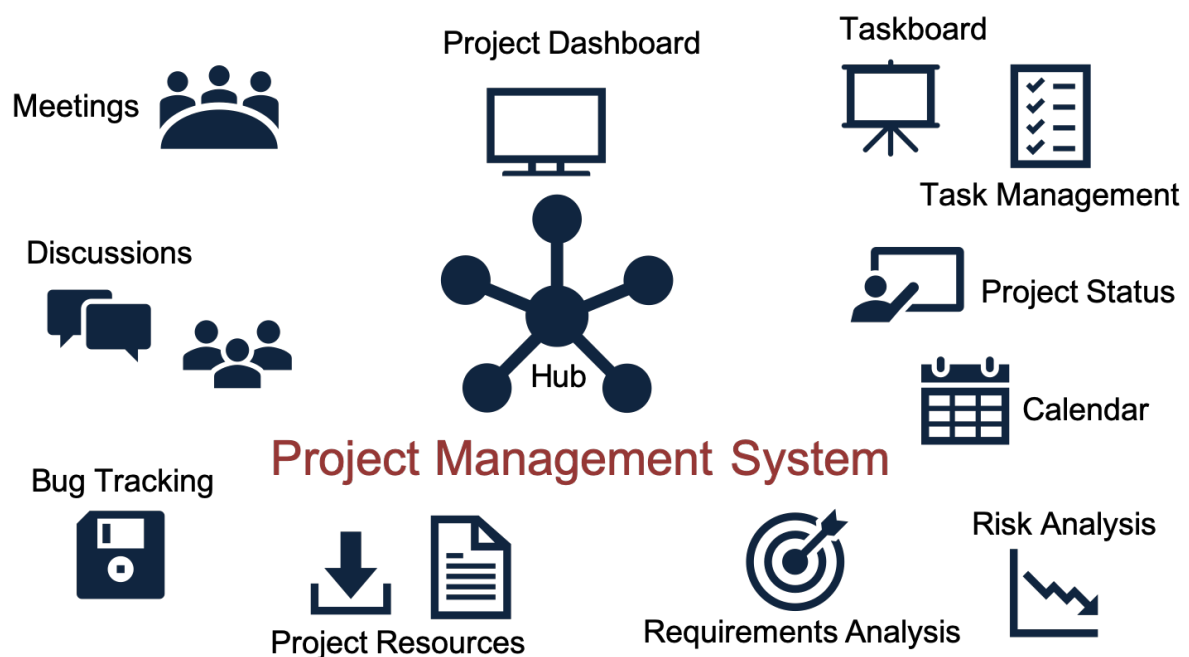 Project Dashboard
Taskboard
Meetings
Task Management
Discussions
Project Status
Hub
Calendar
Project Management System
Bug Tracking
Risk Analysis
Project Resources
Requirements Analysis